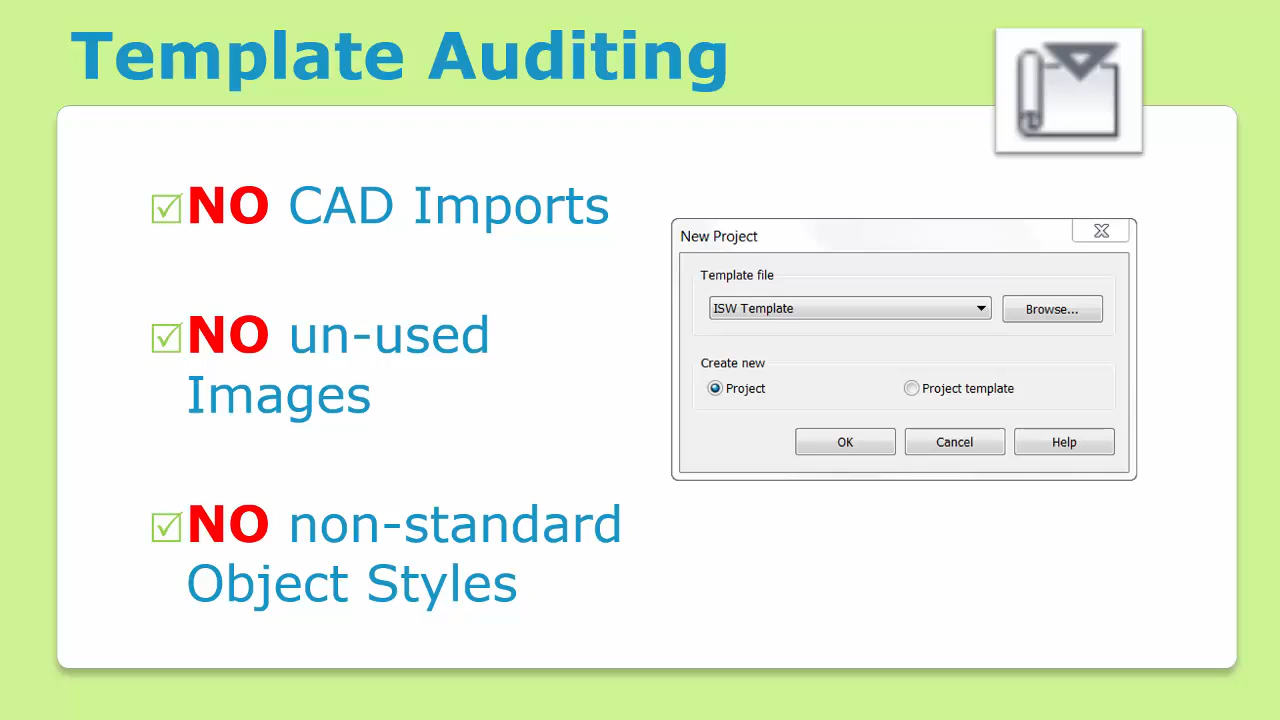 Template Auditing
NO CAD Imports
NO un-used
Images
NO non-standard
Object Styles
New Project
Template file
ISW Template
Browse...
Create new
Project
Project template
OK
Cancel
Help